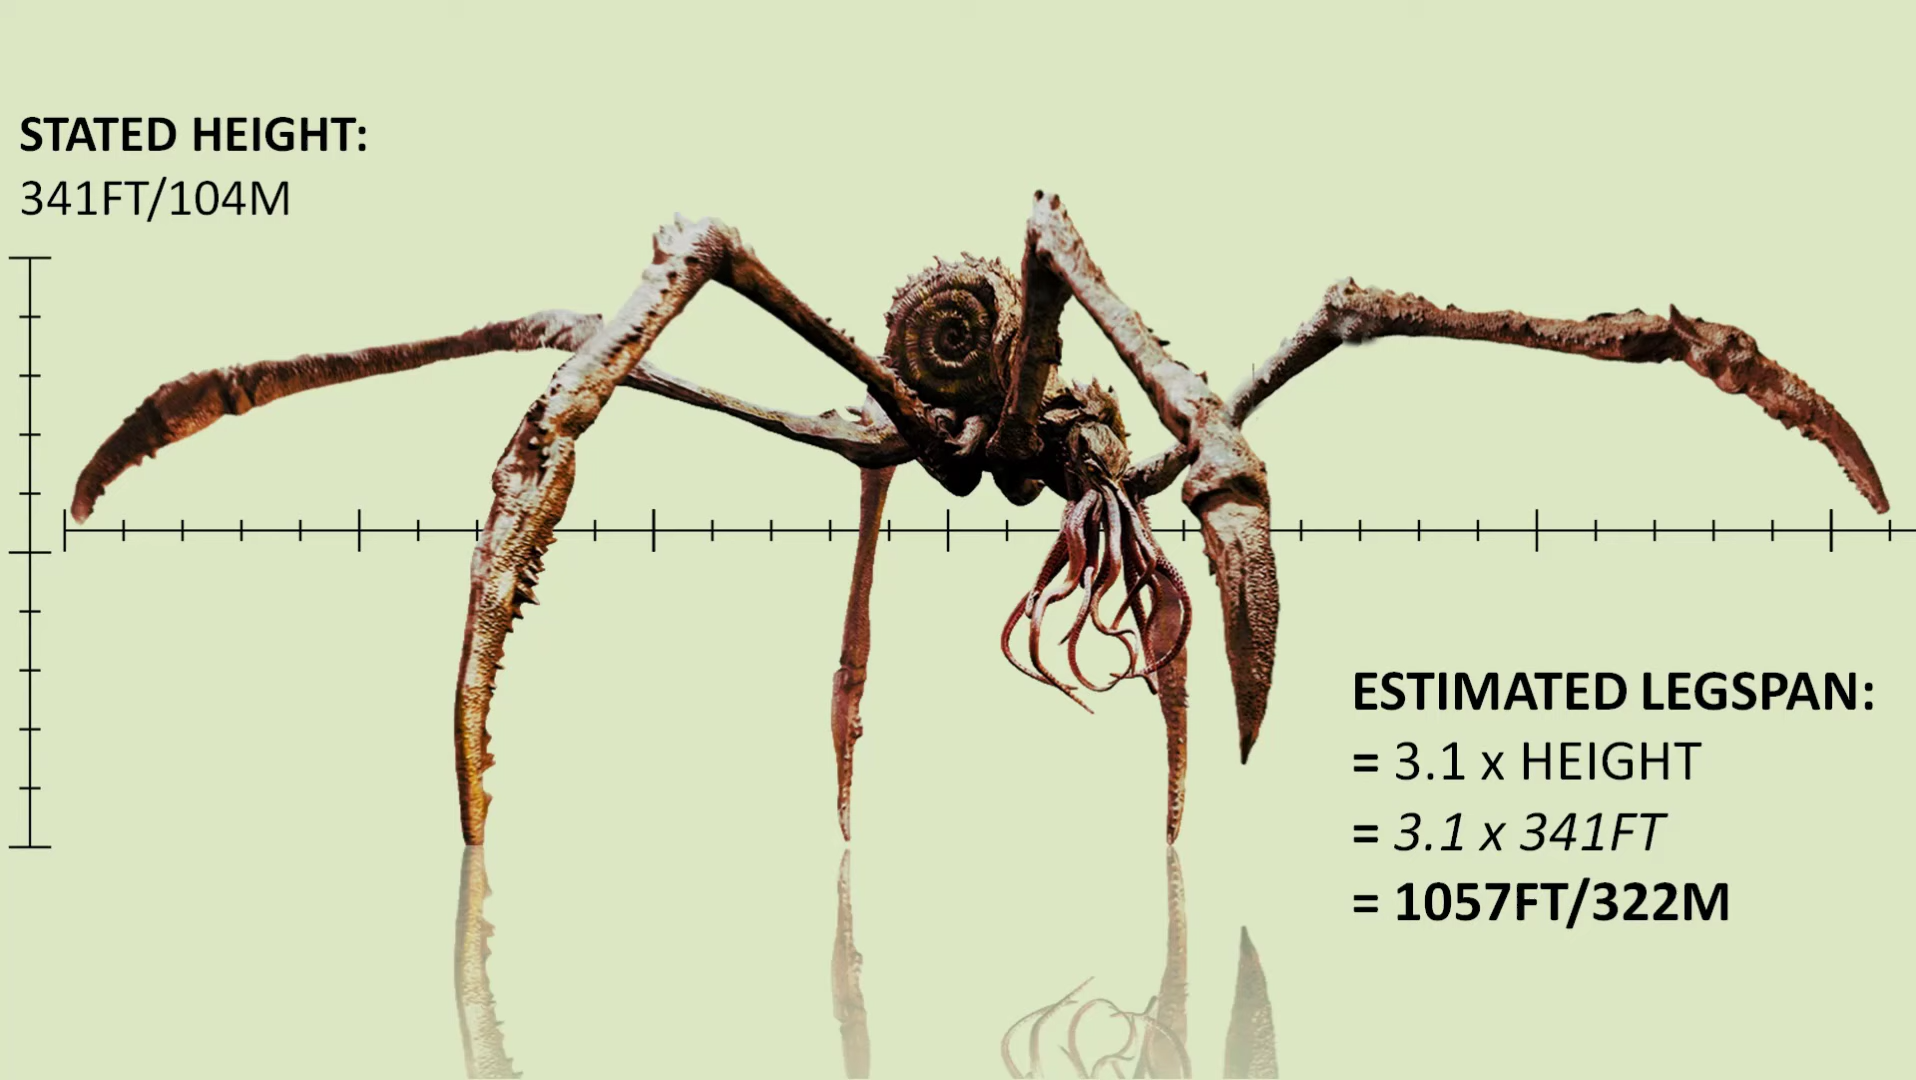 STATED HEIGHT:
341FT/104M
ESTIMATED LEGSPAN:
= 3.1 x HEIGHT
= 3.1 x 341FT
= 1057FT/322M